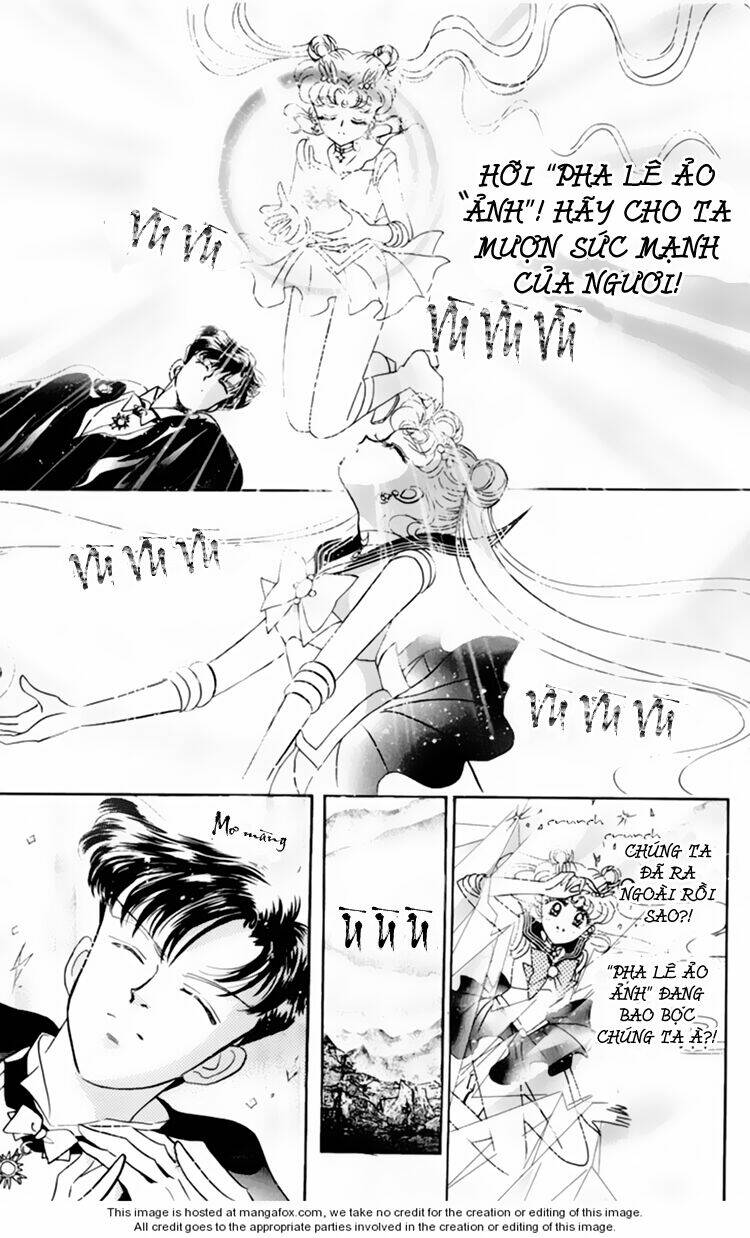 HỠI "PHA LÊ ẢO
"ẢNH"! HÃY CHO TA
MƯỢN SỨC MẠNH
CỦA NGƯƠI!
VÙ VÙ
VÙ VÙ VÙ
VÙ VÙ VÙ
VÙ VÙ VÙ
Mơ màng
Ù Ù Ù
crunch
crunch
CHÚNG TA
ĐÃ RA
NGOÀI RỒI
SAO?!
"PHA LÊ ẢO
ẢNH" ĐANG
BAO BỌC
CHÚNG TA À?!
This image is hosted at mangafox.com, we take no credit for the creation or editing of this image.
All credit goes to the appropriate parties involved in the creation or editing of this image.